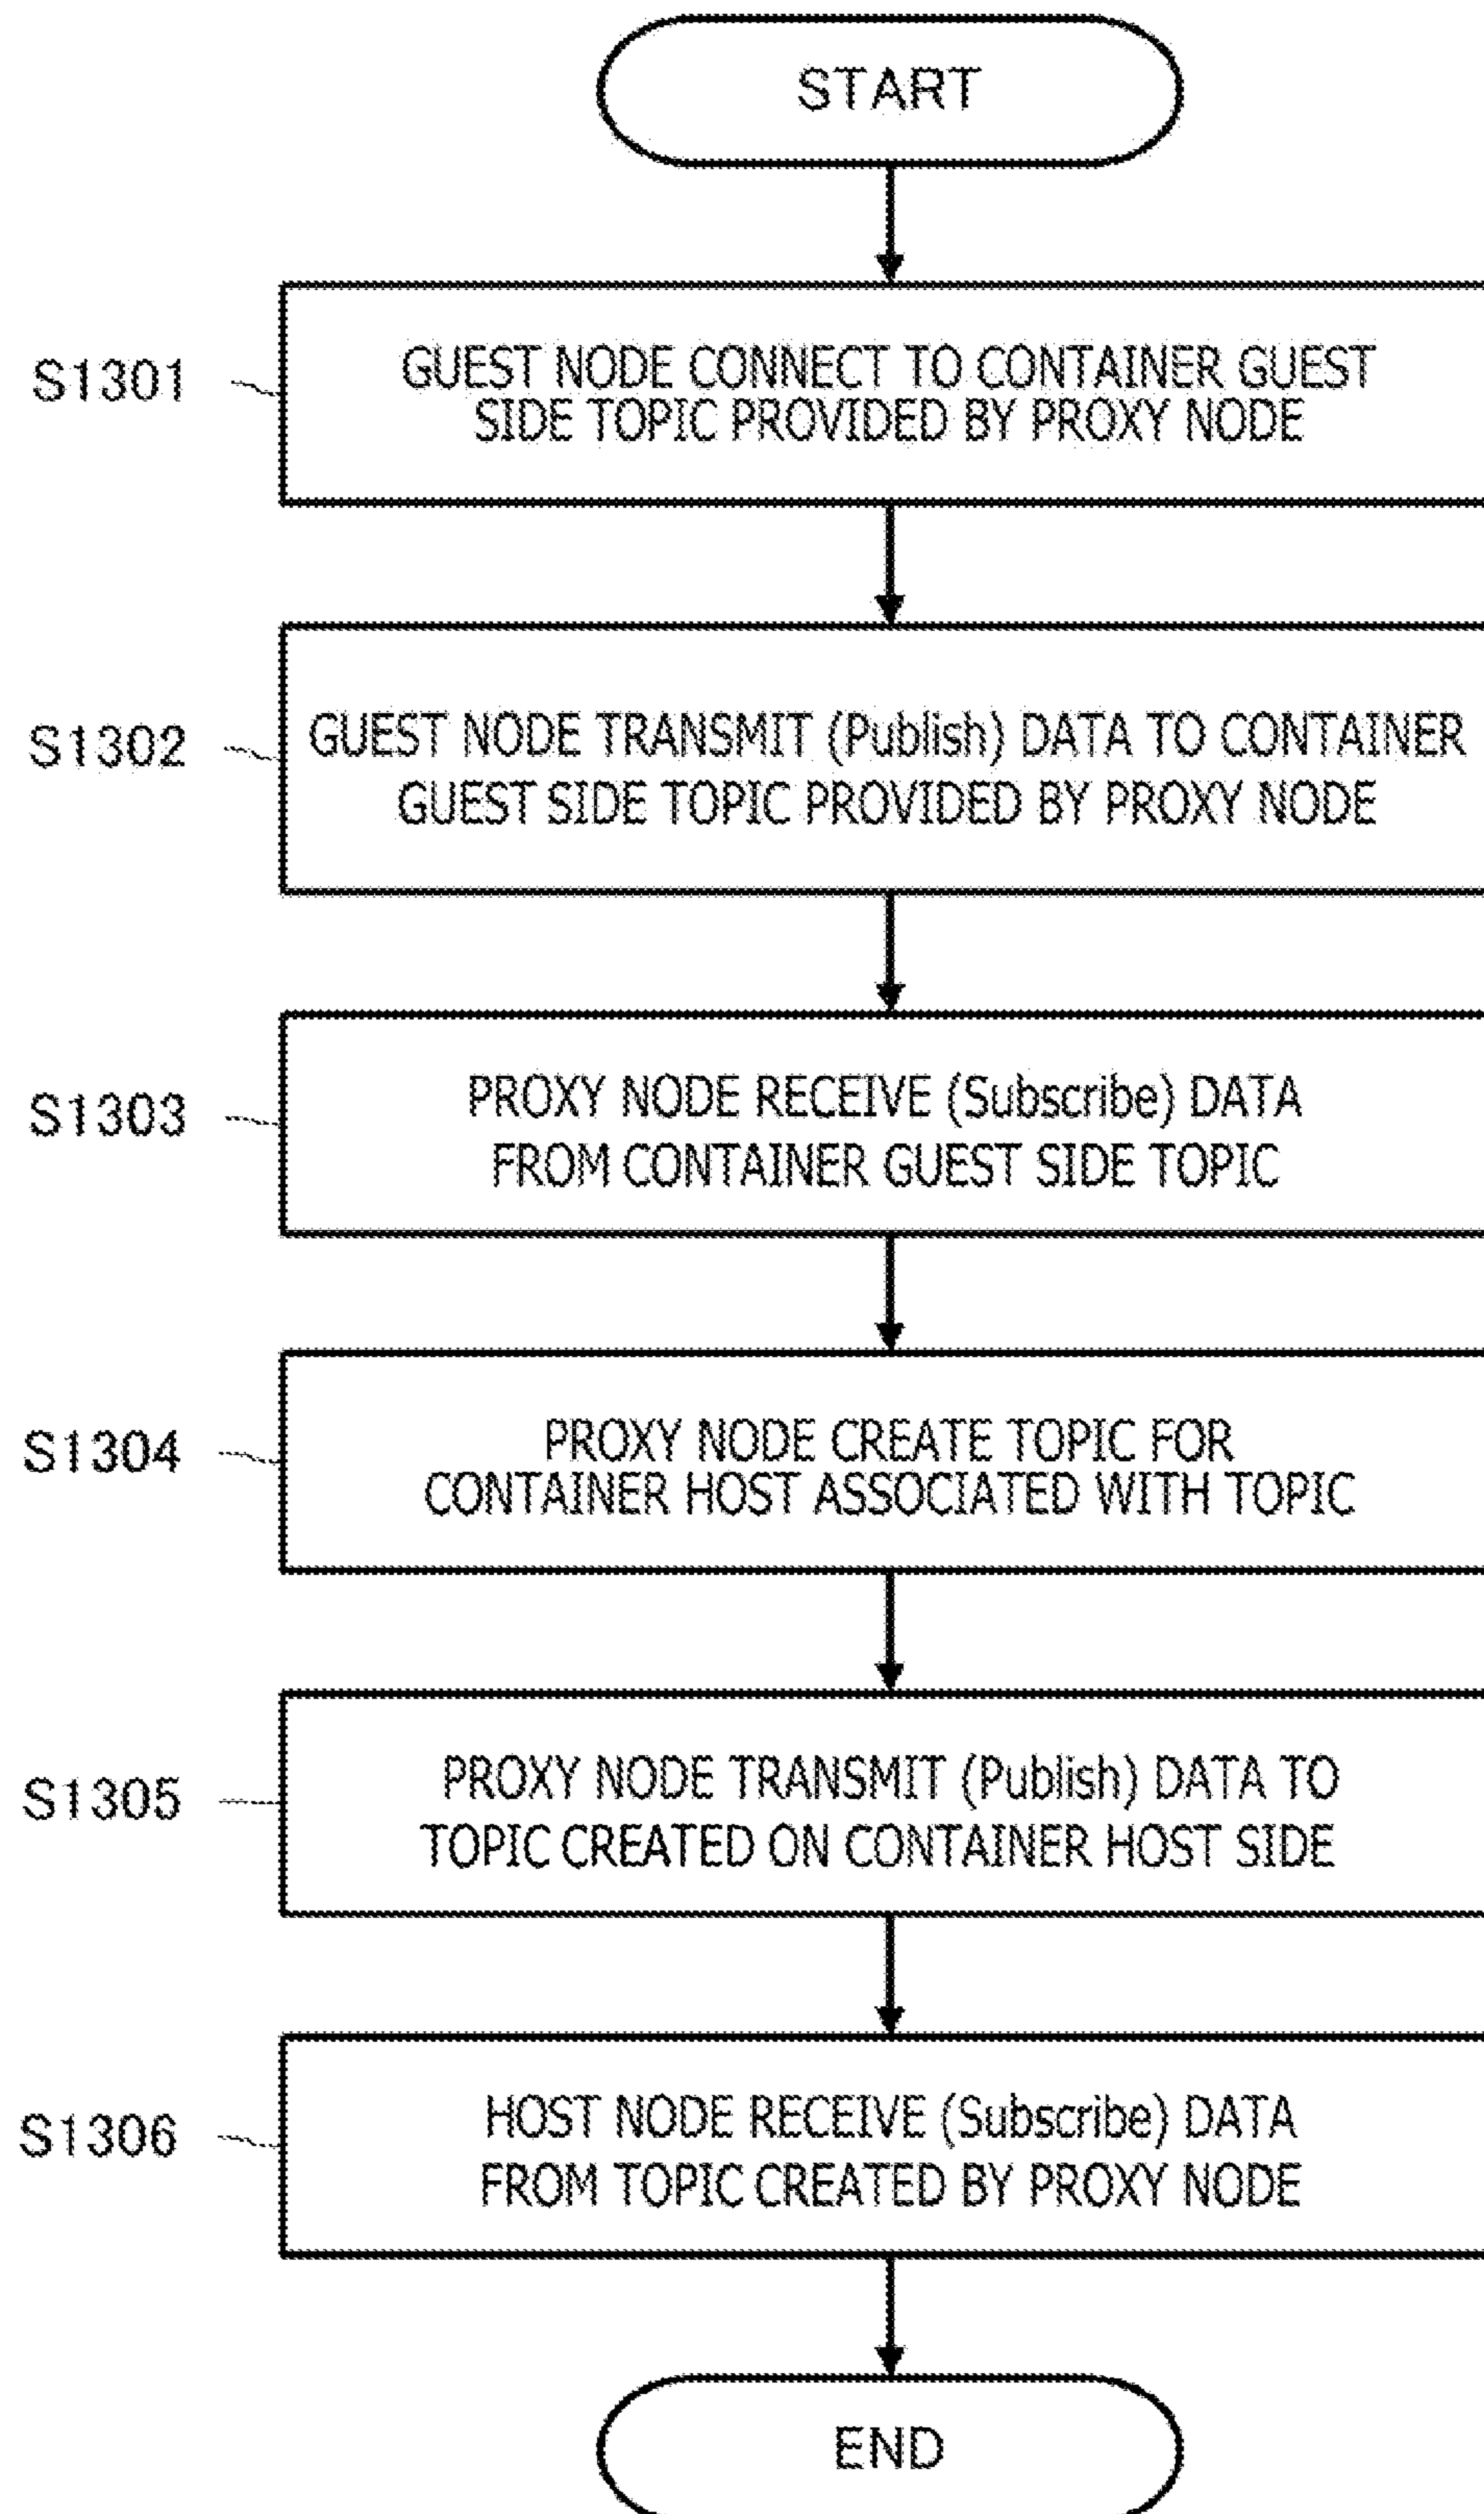 START
S1301
GUEST NODE CONNECT TO CONTAINER GUEST
SIDE TOPIC PROVIDED BY PROXY NODE
S1302
GUEST NODE TRANSMIT (Publish) DATA TO CONTAINER
GUEST SIDE TOPIC PROVIDED BY PROXY NODE
S1303
PROXY NODE RECEIVE (Subscribe) DATA
FROM CONTAINER GUEST SIDE TOPIC
S1304
PROXY NODE CREATE TOPIC FOR
CONTAINER HOST ASSOCIATED WITH TOPIC
S1305
PROXY NODE TRANSMIT (Publish) DATA TO
TOPIC CREATED ON CONTAINER HOST SIDE
S1306
HOST NODE RECEIVE (Subscribe) DATA
FROM TOPIC CREATED BY PROXY NODE
END